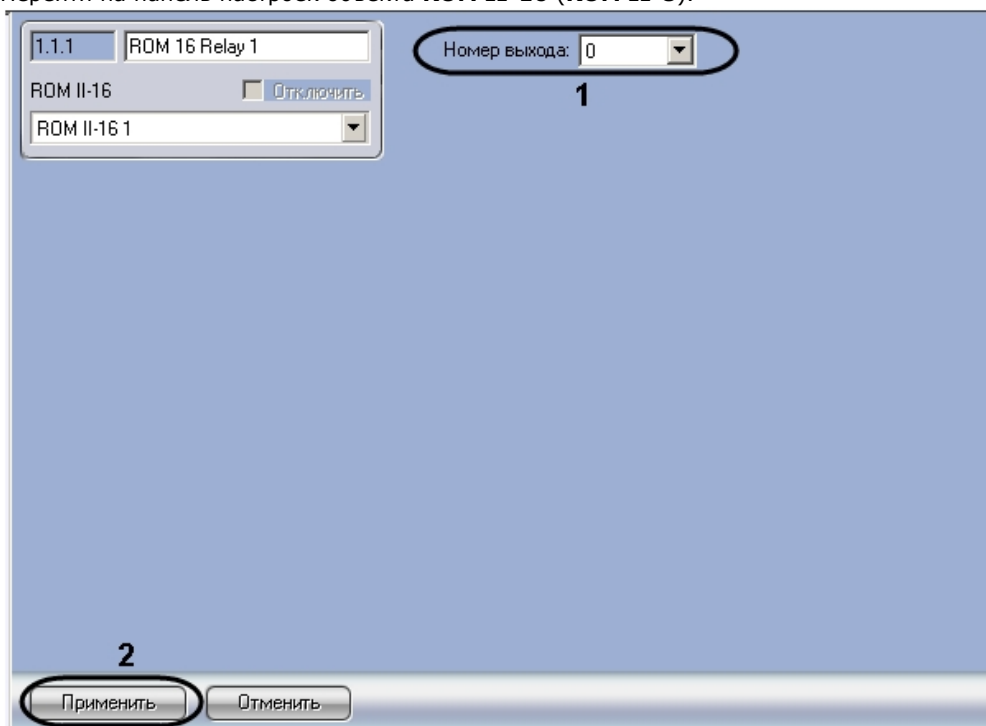 Перейти на панель настроек объекта ROM II-16 (ROM II-8).
1.1.1 ROM 16 Relay 1
Номер выхода: 0
1
ROM II-16 Отключить
ROM II-16 1
2
Применить Отменить